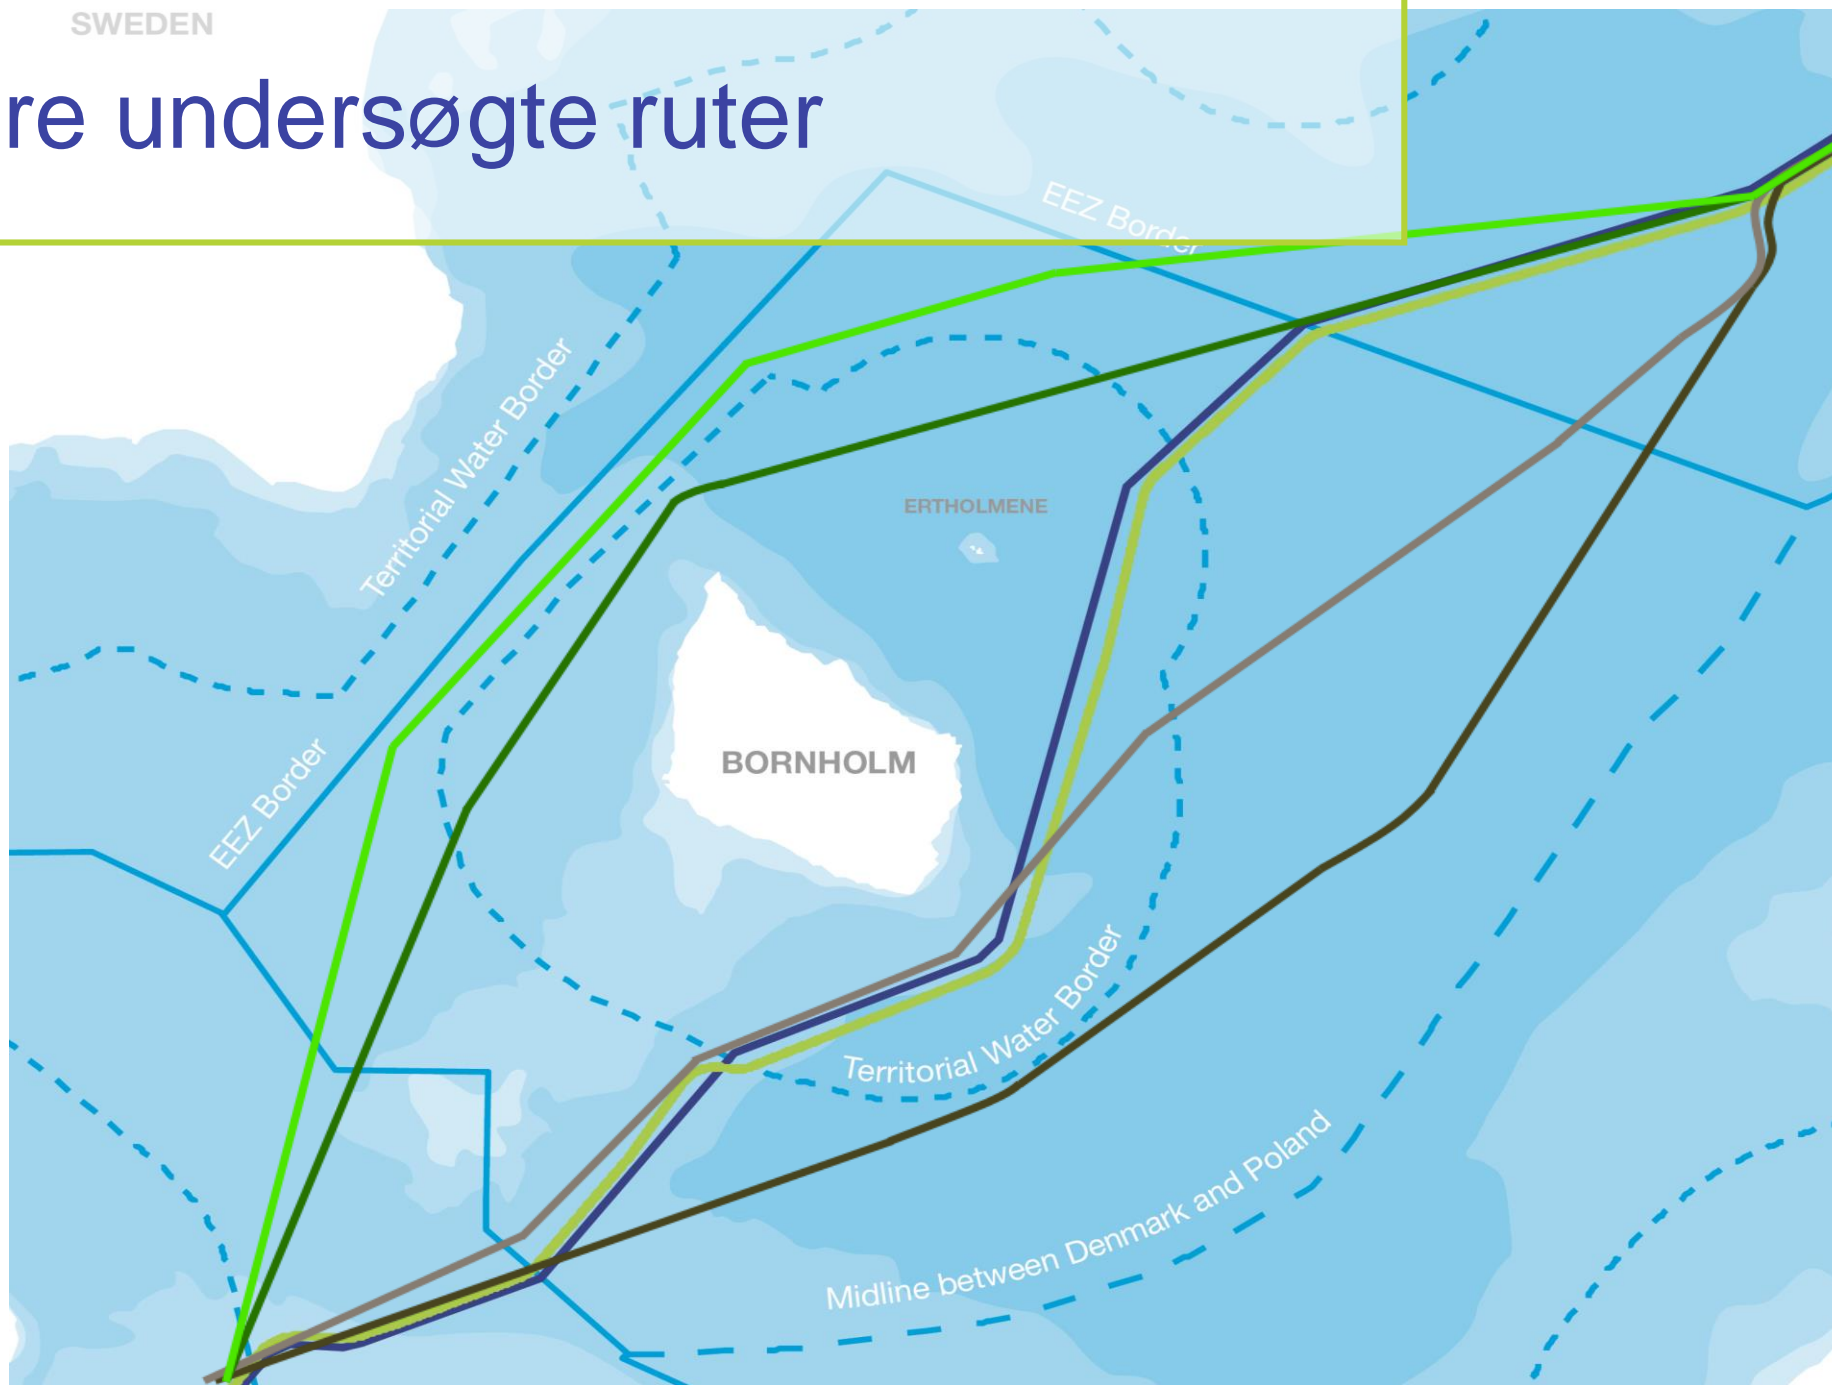 SWEDEN
re undersøgte ruter
EEZ Border
Territorial Water Border
ERTHOLMENE
BORNHOLM
EEZ Border
Territorial Water Border
Midline between Denmark and Poland